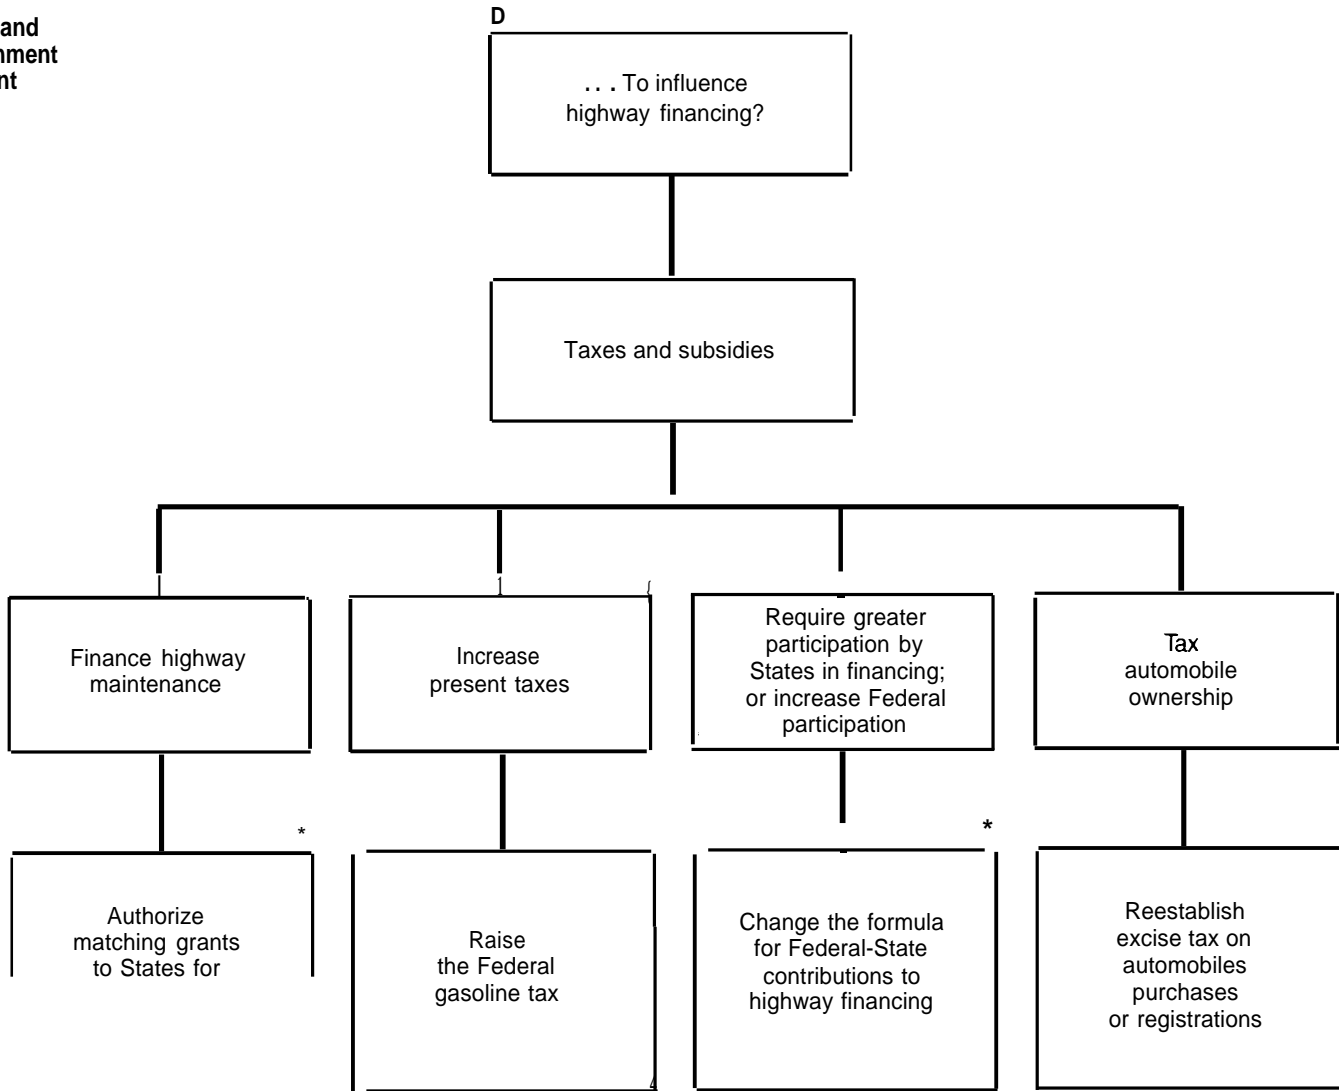 and
nment
nt
D
... To influence
highway financing?
Taxes and subsidies
Finance highway
maintenance
Increase
present taxes
Require greater
participation by
States in financing;
or increase Federal
participation
Tax
automobile
ownership
*
Authorize
matching grants
to States for
Raise
the Federal
gasoline tax
*
Change the formula
for Federal-State
contributions to
highway financing
Reestablish
excise tax on
automobiles
purchases
or registrations